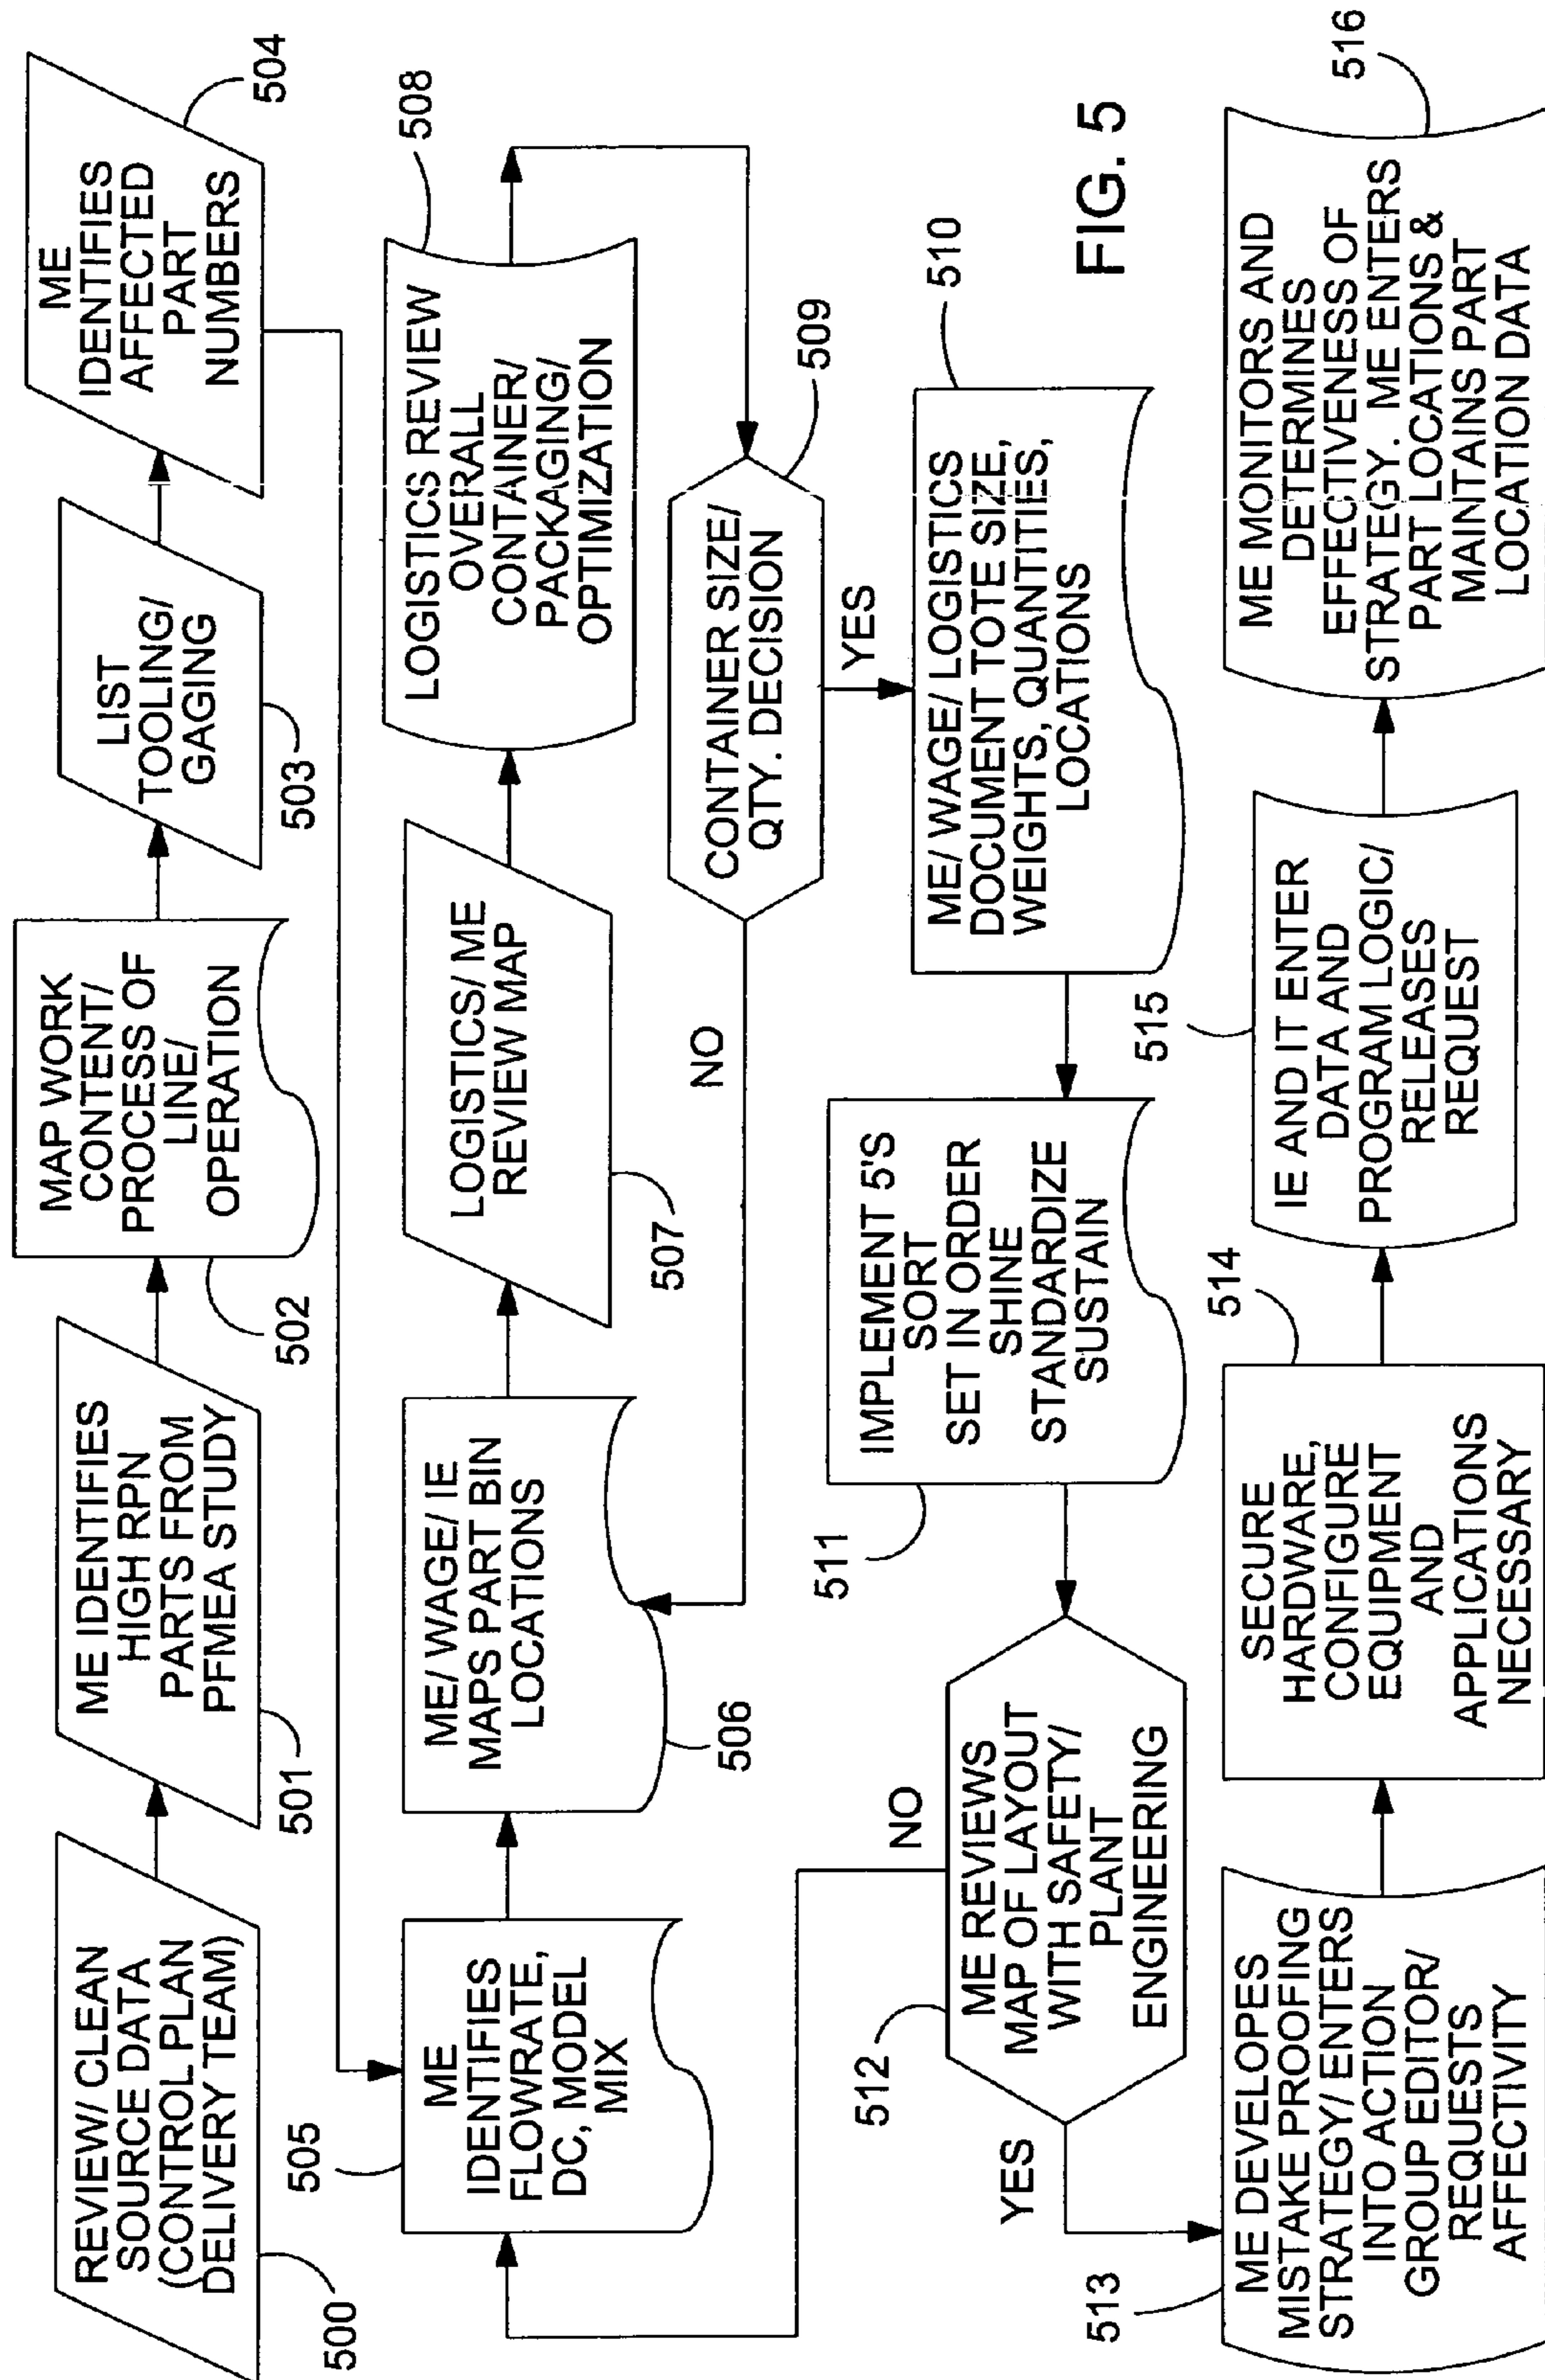 REVIEW/ CLEAN
SOURCE DATA
(CONTROL PLAN
DELIVERY TEAM)
500
ME IDENTIFIES
HIGH RPN
PARTS FROM
PFMEA STUDY
501
MAP WORK
CONTENT/
PROCESS OF
LINE/
OPERATION
502
LIST
TOOLING/
GAGING
503
ME
IDENTIFIES
AFFECTED
PART
NUMBERS
504
505
ME
IDENTIFIES
FLOWRATE,
DC, MODEL
MIX
ME/ WAGE/ IE
MAPS PART BIN
LOCATIONS
506
LOGISTICS/ ME
REVIEW MAP
507
LOGISTICS REVIEW
OVERALL
CONTAINER/
PACKAGING/
OPTIMIZATION
508
CONTAINER SIZE/
QTY. DECISION
509
NO
YES
ME/ WAGE/ LOGISTICS
DOCUMENT TOTE SIZE,
WEIGHTS, QUANTITIES,
LOCATIONS
510
IMPLEMENT 5'S
SORT
SET IN ORDER
SHINE
STANDARDIZE
SUSTAIN
511
ME REVIEWS
MAP OF LAYOUT
WITH SAFETY/
PLANT
ENGINEERING
512
NO
YES
513
ME DEVELOPES
MISTAKE PROOFING
STRATEGY/ ENTERS
INTO ACTION
GROUP EDITOR/
REQUESTS
AFFECTIVITY
SECURE
HARDWARE,
CONFIGURE
EQUIPMENT
AND
APPLICATIONS
NECESSARY
514
IE AND IT ENTER
DATA AND
PROGRAM LOGIC/
RELEASES
REQUEST
515
ME MONITORS AND
DETERMINES
EFFECTIVENESS OF
STRATEGY. ME ENTERS
PART LOCATIONS &
MAINTAINS PART
LOCATION DATA
516
FIG. 5